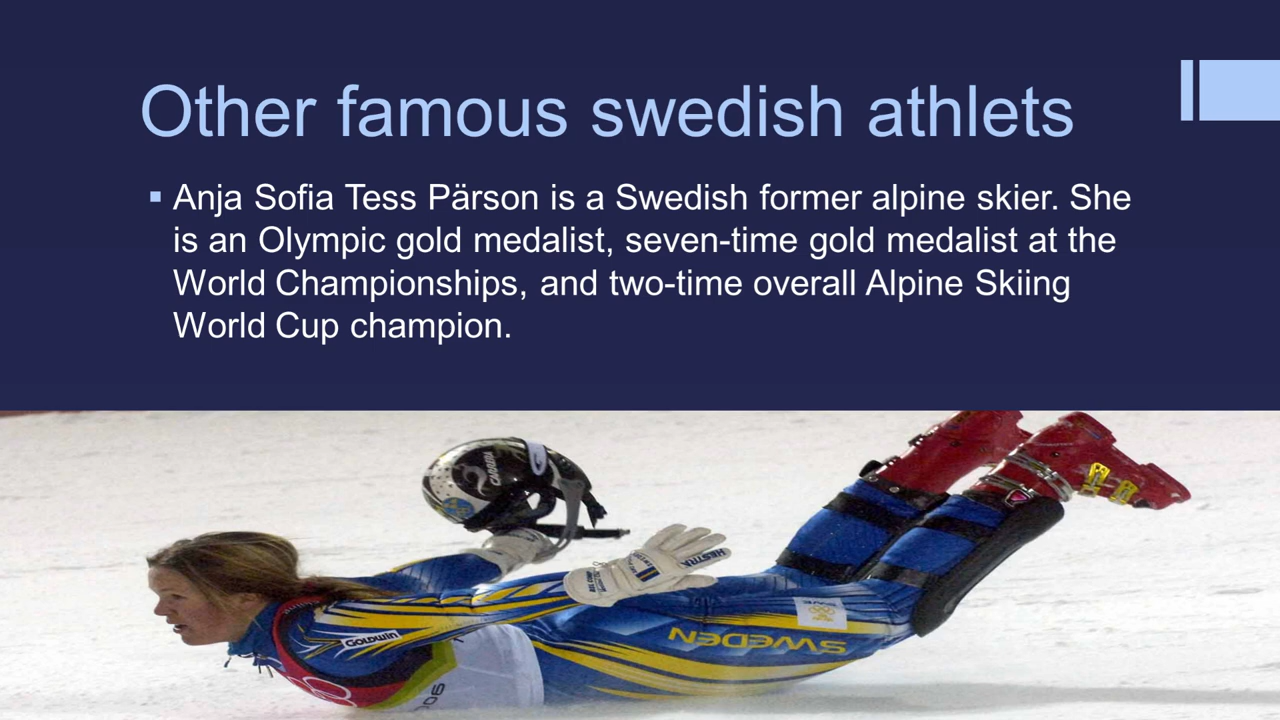 Other famous swedish athlets
▪ Anja Sofia Tess Pärson is a Swedish former alpine skier. She
is an Olympic gold medalist, seven-time gold medalist at the
World Championships, and two-time overall Alpine Skiing
World Cup champion.
CARRERA
HESTRA
GOLDWIN
SWEDEN